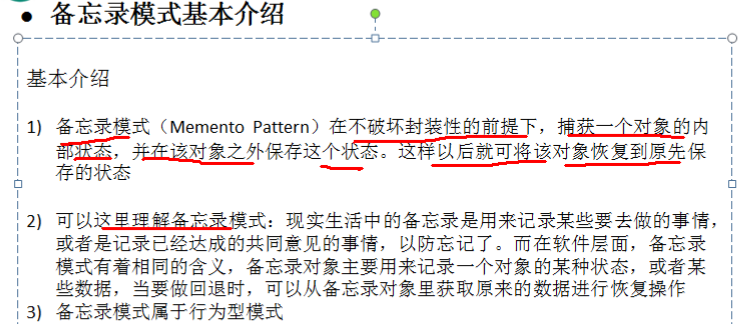 • 备忘录模式基本介绍
基本介绍
1) 备忘录模式（Memento Pattern）在不破坏封装性的前提下，捕获一个对象的内
部状态，并在该对象之外保存这个状态。这样以后就可将该对象恢复到原先保
存的状态
2) 可以这里理解备忘录模式：现实生活中的备忘录是用来记录某些要去做的事情，
或者是记录已经达成的共同意见的事情，以防忘记了。而在软件层面，备忘录
模式有着相同的含义，备忘录对象主要用来记录一个对象的某种状态，或者某
些数据，当要做回退时，可以从备忘录对象里获取原来的数据进行恢复操作
3) 备忘录模式属于行为型模式